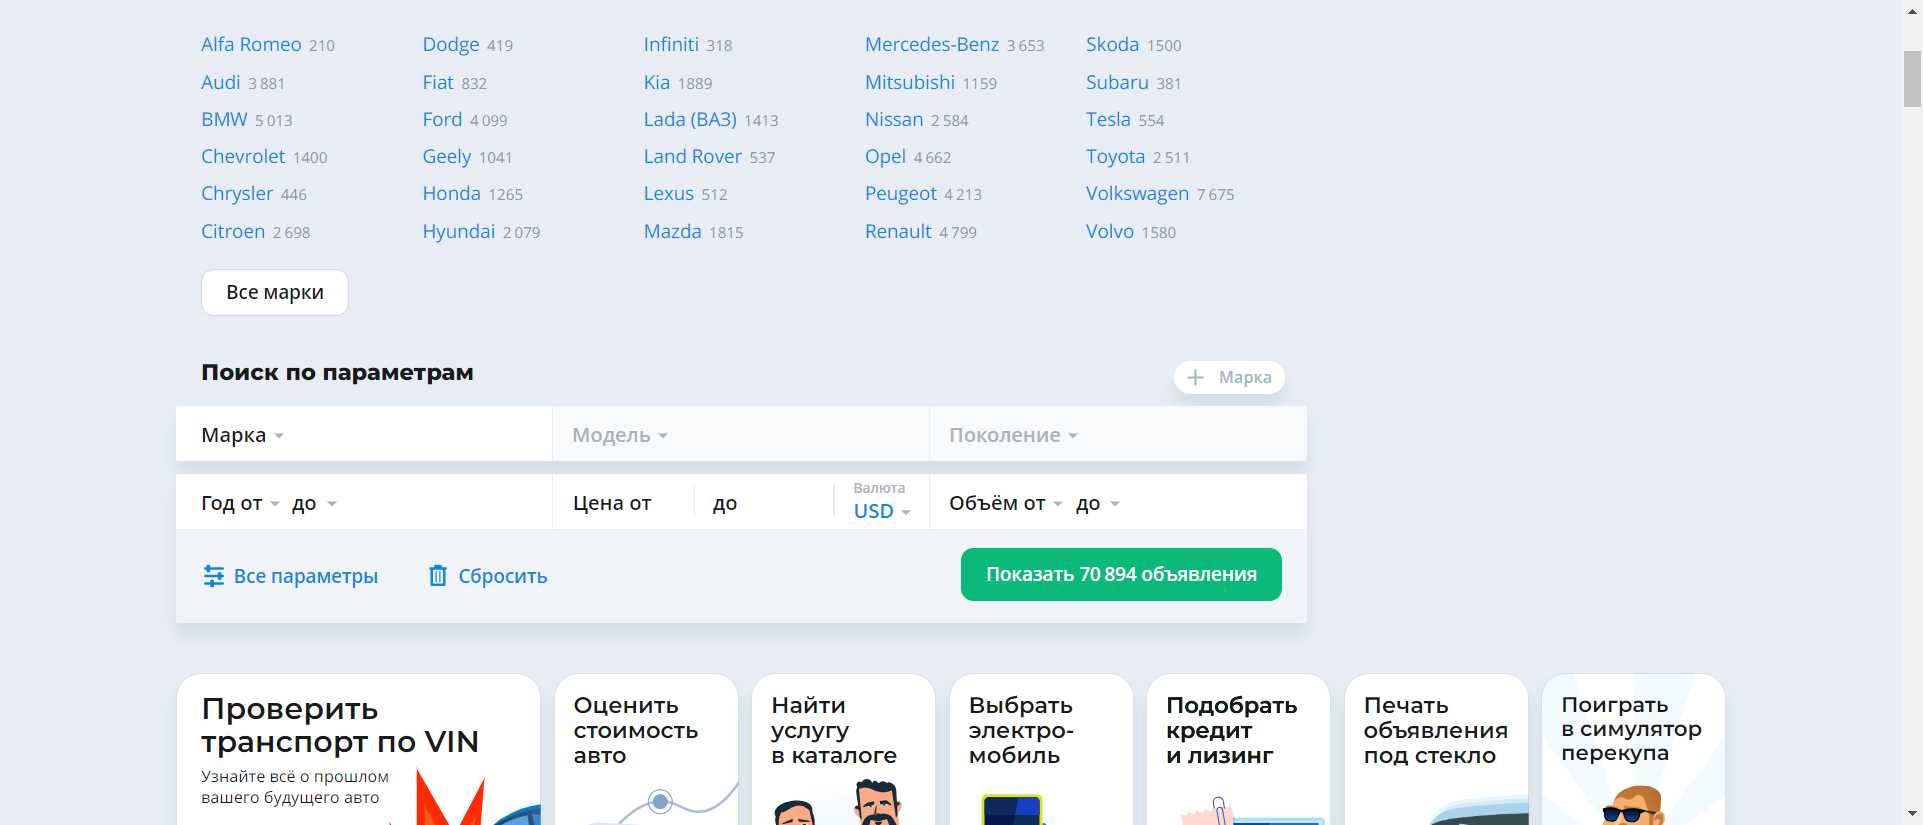 Alfa Romeo 210
Dodge 419
Infiniti 318
Mercedes-Benz 3 653
Skoda 1500
Audi 3 881
Fiat 832
Kia 1889
Mitsubishi 1159
Subaru 381
BMW 5 013
Ford 4 099
Lada (ВАЗ) 1413
Nissan 2 584
Tesla 554
Chevrolet 1400
Geely 1041
Land Rover 537
Opel 4 662
Toyota 2 511
Chrysler 446
Honda 1265
Lexus 512
Peugeot 4 213
Volkswagen 7 675
Citroen 2 698
Hyundai 2 079
Mazda 1815
Renault 4 799
Volvo 1580
Все марки
Поиск по параметрам
Марка
Марка
Модель
Поколение
Год от до
Цена от
до
Валюта
USD
Объём от до
Все параметры
Сбросить
Показать 70 894 объявления
Проверить
транспорт по VIN
Узнайте всё о прошлом
вашего будущего авто
Оценить
стоимость
авто
Найти
услугу
в каталоге
Выбрать
электро-
мобиль
Подобрать
кредит
и лизинг
Печать
объявления
под стекло
Поиграть
в симулятор
перекупа